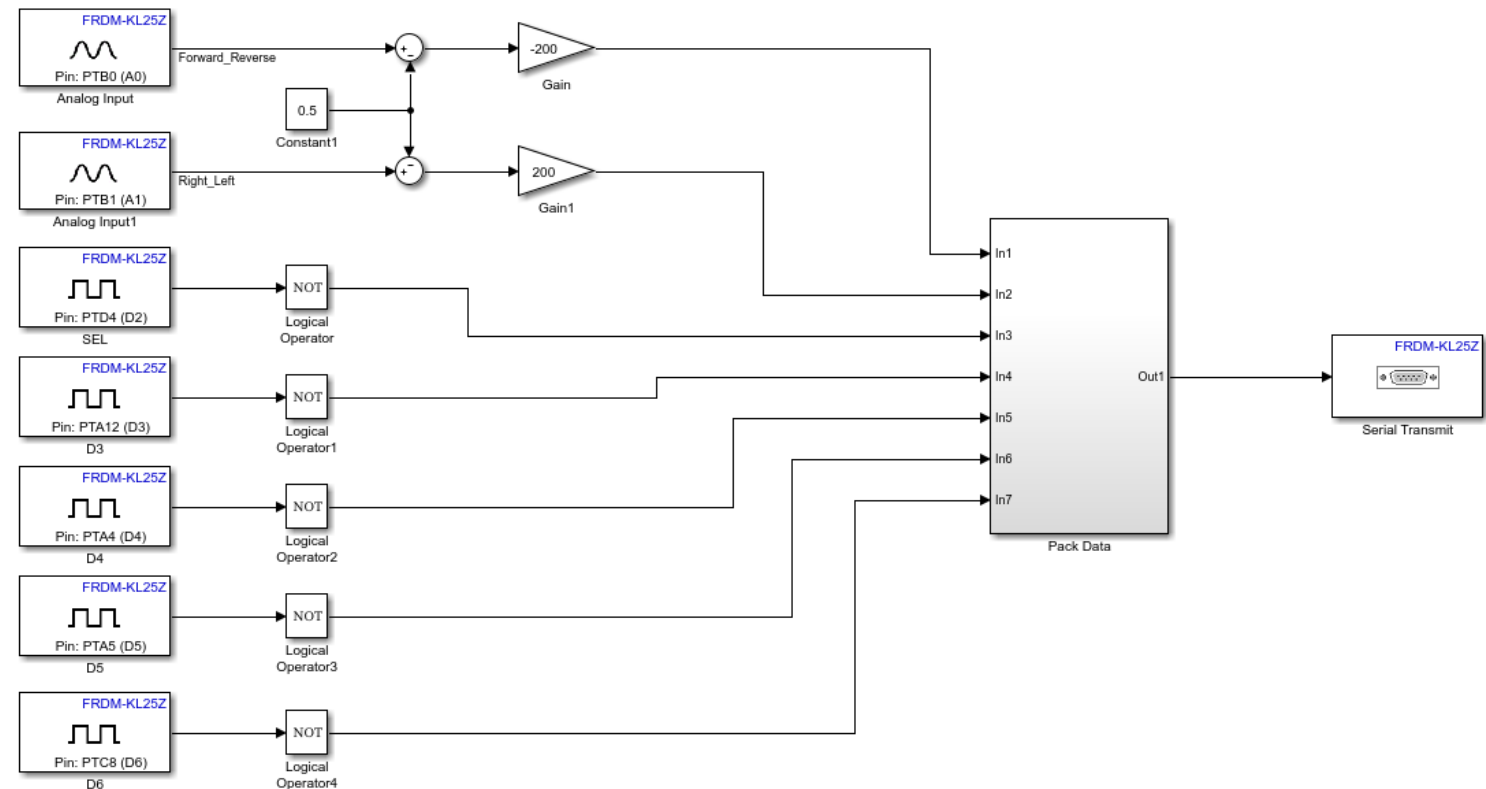 FRDM-KL25Z
Pin: PTB0 (A0)
Analog Input
Forward_Reverse
+
-
-200
Gain
0.5
Constant1
FRDM-KL25Z
Pin: PTB1 (A1)
Analog Input1
Right_Left
-
+
200
Gain1
FRDM-KL25Z
Pin: PTD4 (D2)
SEL
NOT
Logical
Operator
FRDM-KL25Z
Pin: PTA12 (D3)
D3
NOT
Logical
Operator1
FRDM-KL25Z
Pin: PTA4 (D4)
D4
NOT
Logical
Operator2
FRDM-KL25Z
Pin: PTA5 (D5)
D5
NOT
Logical
Operator3
FRDM-KL25Z
Pin: PTC8 (D6)
D6
NOT
Logical
Operator4
In1
In2
In3
In4
In5
In6
In7
Out1
Pack Data
FRDM-KL25Z
Serial Transmit